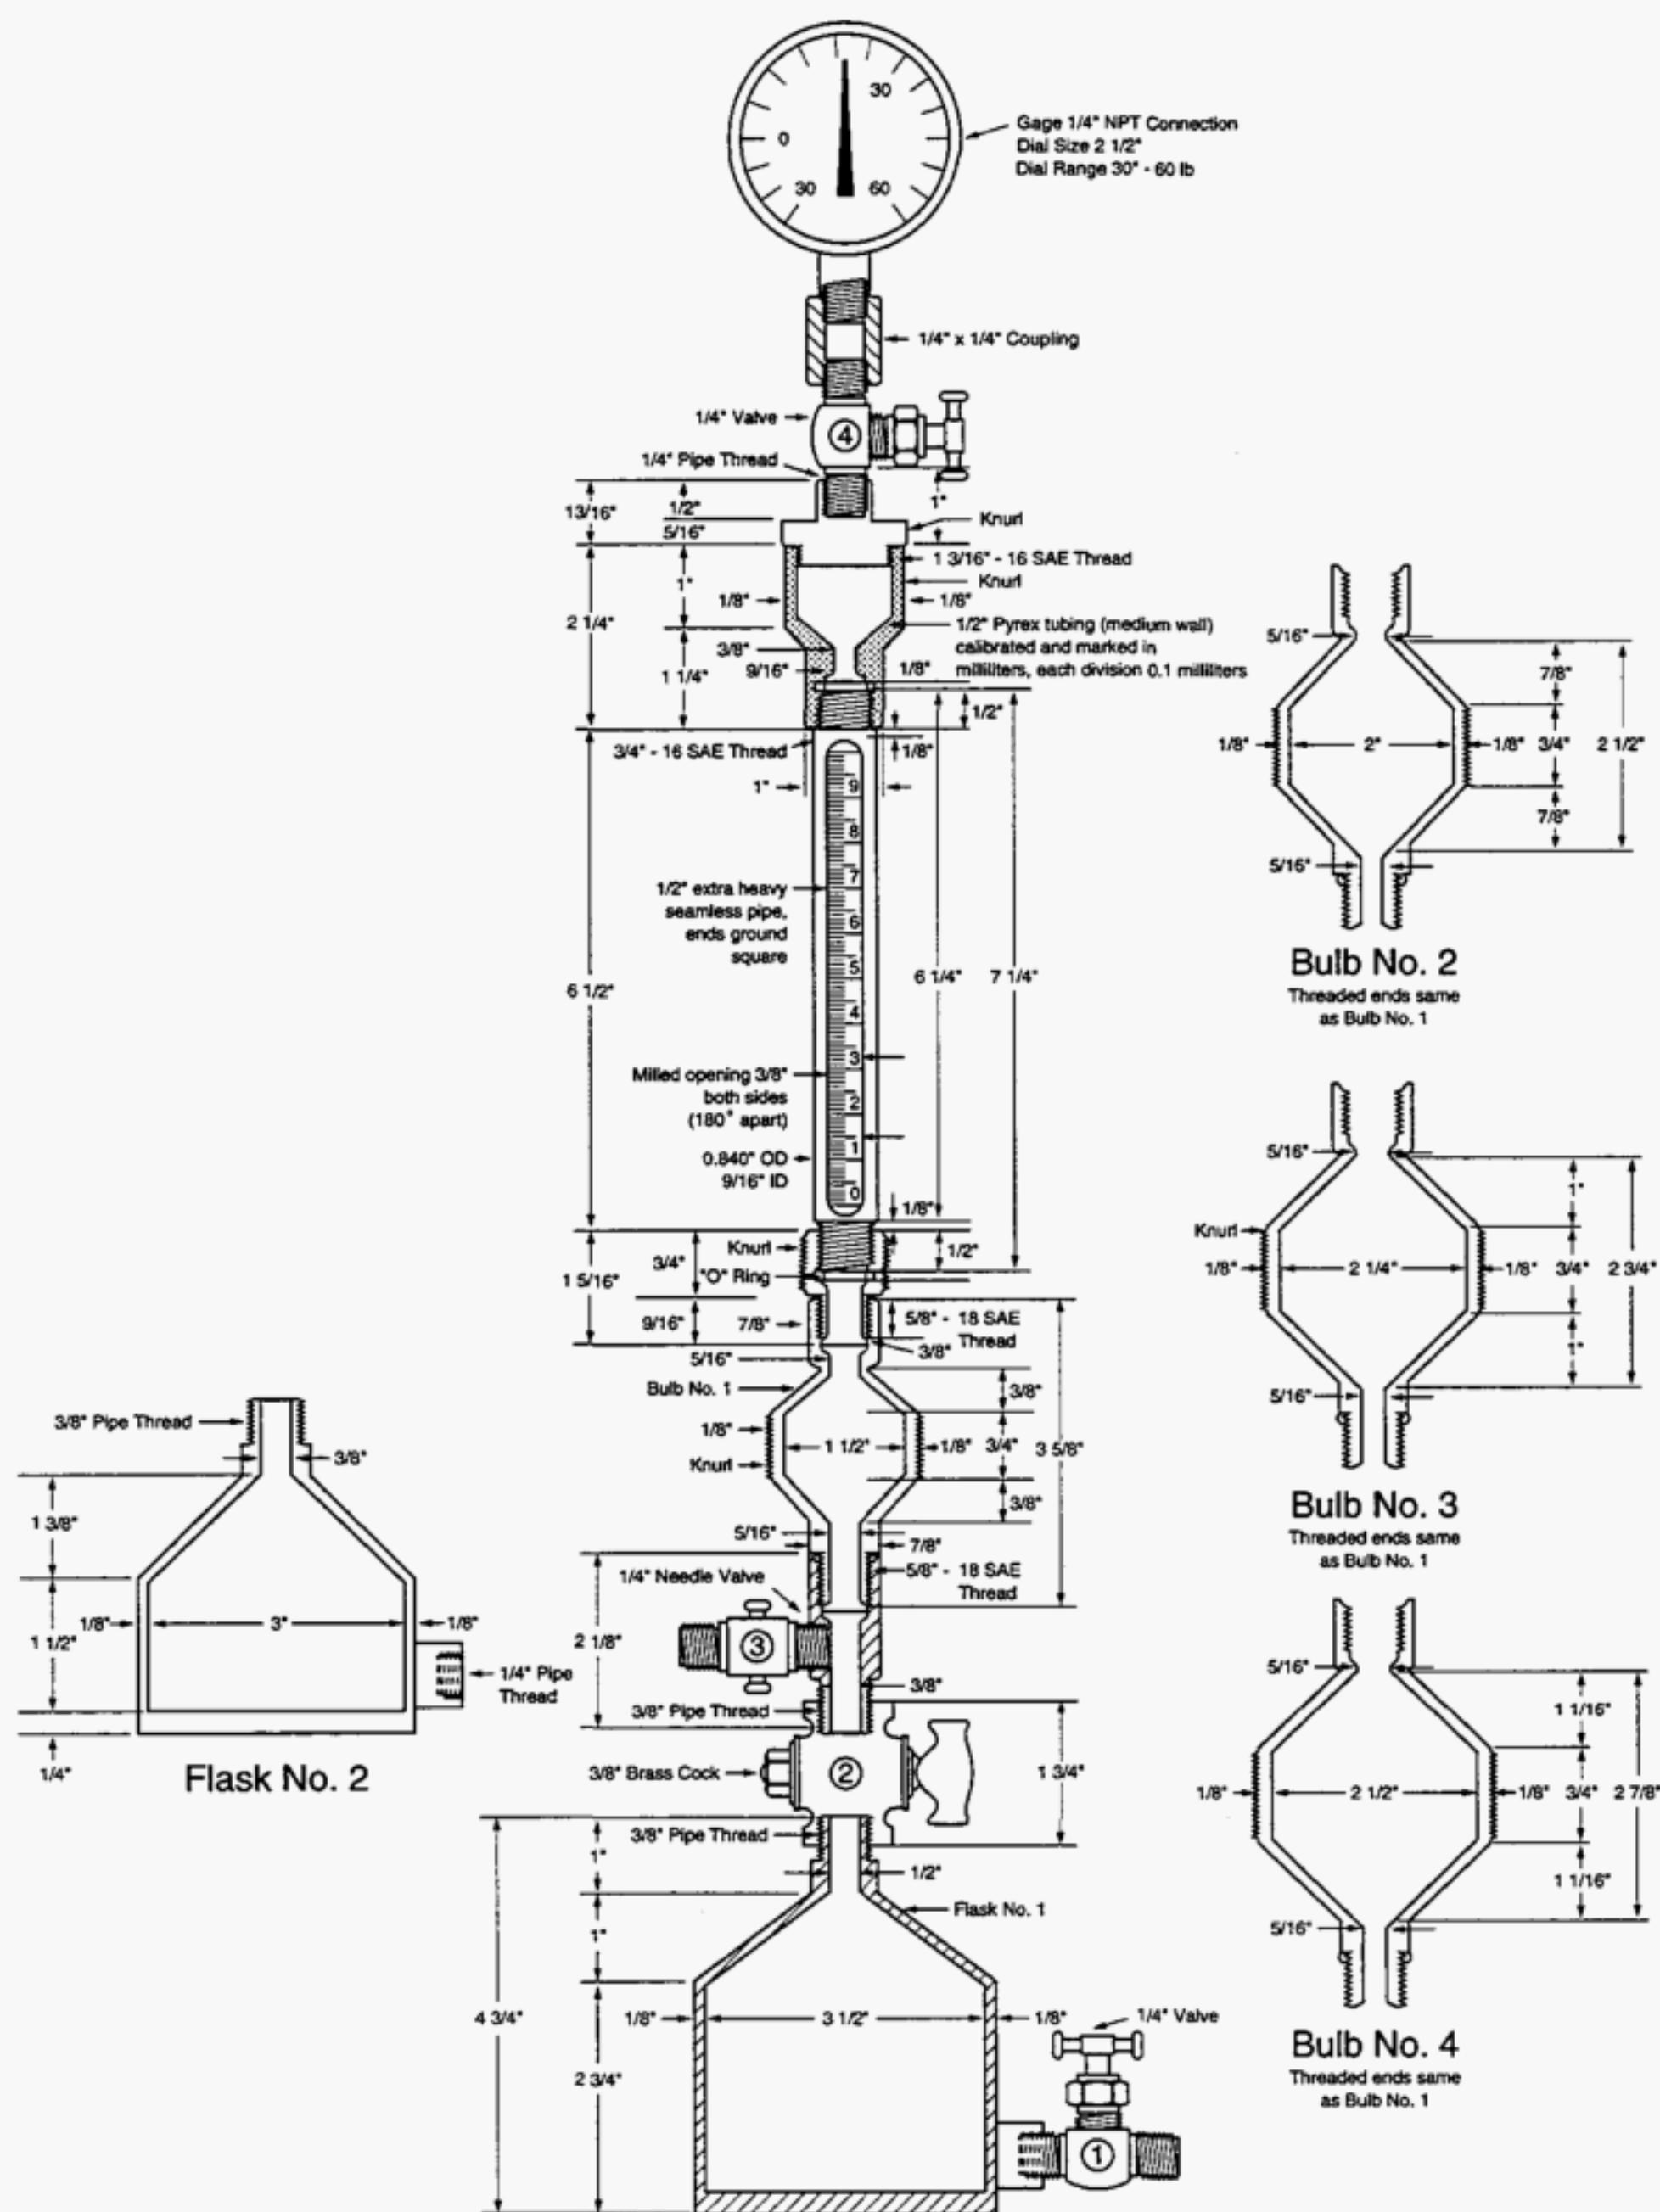 30
0
30
60
Gage 1/4" NPT Connection
Dial Size 2 1/2"
Dial Range 30" - 60 lb
1/4" x 1/4" Coupling
1/4" Valve
4
1/4" Pipe Thread
13/16"
1/2"
5/16"
1"
Knurl
1 3/16" - 16 SAE Thread
Knurl
2 1/4"
1"
1/8"
1/8"
1/2" Pyrex tubing (medium wall)
calibrated and marked in
milliliters, each division 0.1 milliliters
3/8"
9/16"
1/8"
1 1/4"
1/2"
3/4" - 16 SAE Thread
1/8"
1"
9
8
7
6
5
4
3
2
1
0
1/2" extra heavy
seamless pipe,
ends ground
square
6 1/2"
6 1/4"
7 1/4"
Milled opening 3/8"
both sides
(180° apart)
0.840" OD
9/16" ID
1/8"
Knurl
3/4"
1/2"
1 5/16"
"O" Ring
9/16"
7/8"
5/8" - 18 SAE
Thread
3/8"
5/16"
Bulb No. 1
3/8"
1/8"
1 1/2"
1/8"
3/4"
3 5/8"
Knurl
3/8"
5/16"
7/8"
1/4" Needle Valve
5/8" - 18 SAE
Thread
2 1/8"
3
3/8"
3/8" Pipe Thread
3/8" Brass Cock
2
1 3/4"
3/8" Pipe Thread
1"
1/2"
Flask No. 1
1"
4 3/4"
1/8"
3 1/2"
1/8"
1/4" Valve
2 3/4"
1
3/8" Pipe Thread
3/8"
1 3/8"
1/8"
3"
1/8"
1 1/2"
1/4" Pipe
Thread
1/4"
Flask No. 2
5/16"
7/8"
1/8"
2"
1/8"
3/4"
2 1/2"
7/8"
5/16"
Bulb No. 2
Threaded ends same
as Bulb No. 1
5/16"
1"
Knurl
1/8"
2 1/4"
1/8"
3/4"
2 3/4"
1"
5/16"
Bulb No. 3
Threaded ends same
as Bulb No. 1
5/16"
1 1/16"
1/8"
2 1/2"
1/8"
3/4"
2 7/8"
1 1/16"
5/16"
Bulb No. 4
Threaded ends same
as Bulb No. 1